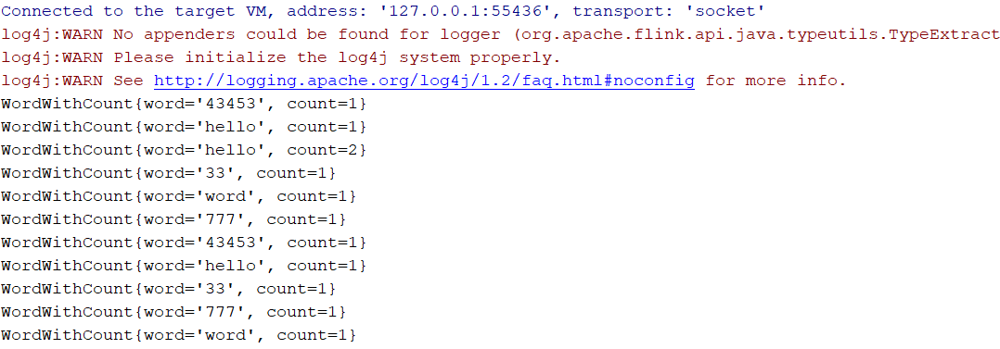 Connected to the target VM, address: '127.0.0.1:55436', transport: 'socket'
log4j:WARN No appenders could be found for logger (org.apache.flink.api.java.typeutils.TypeExtract
log4j:WARN Please initialize the log4j system properly.
log4j:WARN See http://logging.apache.org/log4j/1.2/faq.html#noconfig for more info.
WordWithCount{word='43453', count=1}
WordWithCount{word='hello', count=1}
WordWithCount{word='hello', count=2}
WordWithCount{word='33', count=1}
WordWithCount{word='word', count=1}
WordWithCount{word='777', count=1}
WordWithCount{word='43453', count=1}
WordWithCount{word='hello', count=1}
WordWithCount{word='33', count=1}
WordWithCount{word='777', count=1}
WordWithCount{word='word', count=1}